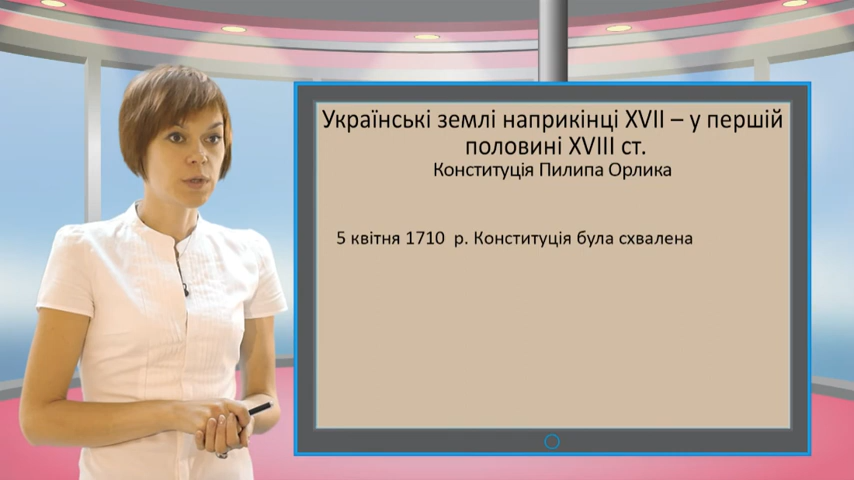 Українські землі наприкінці XVII – у першій
половині XVIII ст.
Конституція Пилипа Орлика
5 квітня 1710 р. Конституція була схвалена